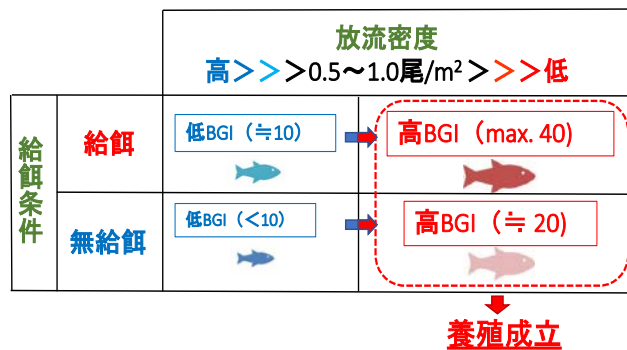 放流密度
高＞＞＞0.5～1.0尾/m²＞＞＞低
給餌条件
給餌
低BGI（≒10）
高BGI（max. 40）
無給餌
低BGI（<10）
高BGI（≒ 20)
養殖成立